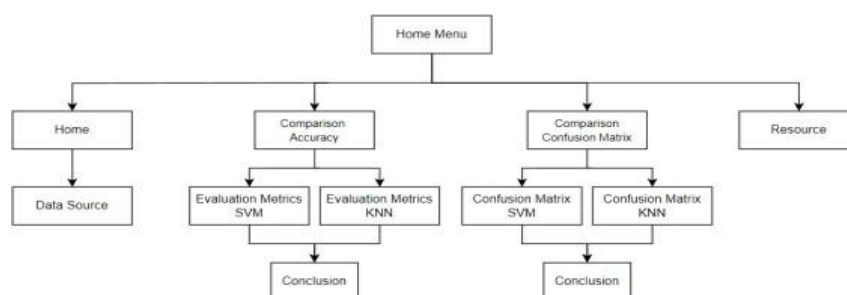 Home Menu
Home
Comparison
Accuracy
Comparison
Confusion Matrix
Resource
Data Source
Evaluation Metrics
SVM
Evaluation Metrics
KNN
Confusion Matrix
SVM
Confusion Matrix
KNN
Conclusion
Conclusion